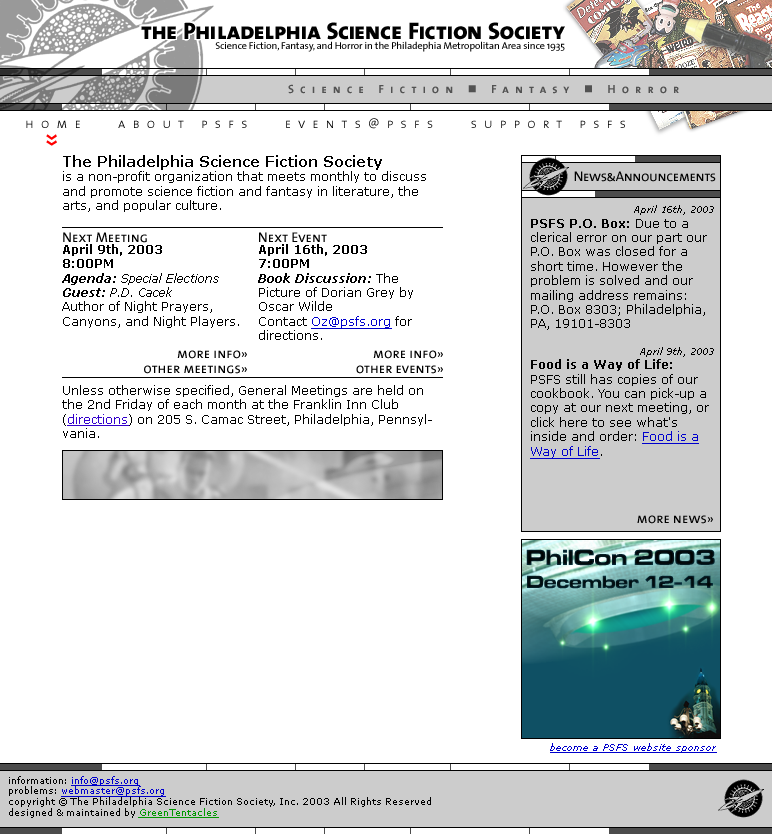 THE PHILADELPHIA SCIENCE FICTION SOCIETY
Science Fiction, Fantasy, and Horror in the Philadephia Metropolitan Area since 1935
SCIENCE FICTION ■ FANTASY ■ HORROR
HOME ABOUT PSFS EVENTS@PSFS SUPPORT PSFS
The Philadelphia Science Fiction Society
is a non-profit organization that meets monthly to discuss
and promote science fiction and fantasy in literature, the
arts, and popular culture.
NEXT MEETING
April 9th, 2003
8:00PM
Agenda: Special Elections
Guest: P.D. Cacek
Author of Night Prayers,
Canyons, and Night Players.
MORE INFO»
OTHER MEETINGS»
NEXT EVENT
April 16th, 2003
7:00PM
Book Discussion: The
Picture of Dorian Grey by
Oscar Wilde
Contact Oz@psfs.org for
directions.
MORE INFO»
OTHER EVENTS»
Unless otherwise specified, General Meetings are held on
the 2nd Friday of each month at the Franklin Inn Club
(directions) on 205 S. Camac Street, Philadelphia, Pennsyl-
vania.
NEWS&ANNOUNCEMENTS
April 16th, 2003
PSFS P.O. Box: Due to a
clerical error on our part our
P.O. Box was closed for a
short time. However the
problem is solved and our
mailing address remains:
P.O. Box 8303; Philadelphia,
PA, 19101-8303
April 9th, 2003
Food is a Way of Life:
PSFS still has copies of our
cookbook. You can pick-up a
copy at our next meeting, or
click here to see what's
inside and order: Food is a
Way of Life.
MORE NEWS»
PHILCON 2003
December 12-14
become a PSFS website sponsor
information: info@psfs.org
problems: webmaster@psfs.org
copyright © The Philadelphia Science Fiction Society, Inc. 2003 All Rights Reserved
designed & maintained by GreenTentacles